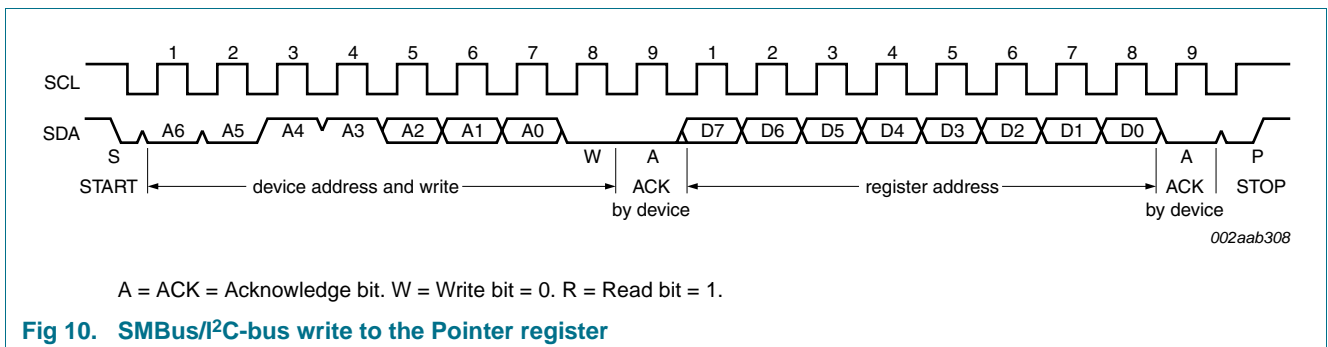 1 2 3 4 5 6 7 8 9 1 2 3 4 5 6 7 8 9
SCL
SDA A6 A5 A4 A3 A2 A1 A0 D7 D6 D5 D4 D3 D2 D1 D0
S W A A P
START device address and write ACK by device register address ACK by device STOP
002aab308
A = ACK = Acknowledge bit. W = Write bit = 0. R = Read bit = 1.
Fig 10. SMBus/I²C-bus write to the Pointer register